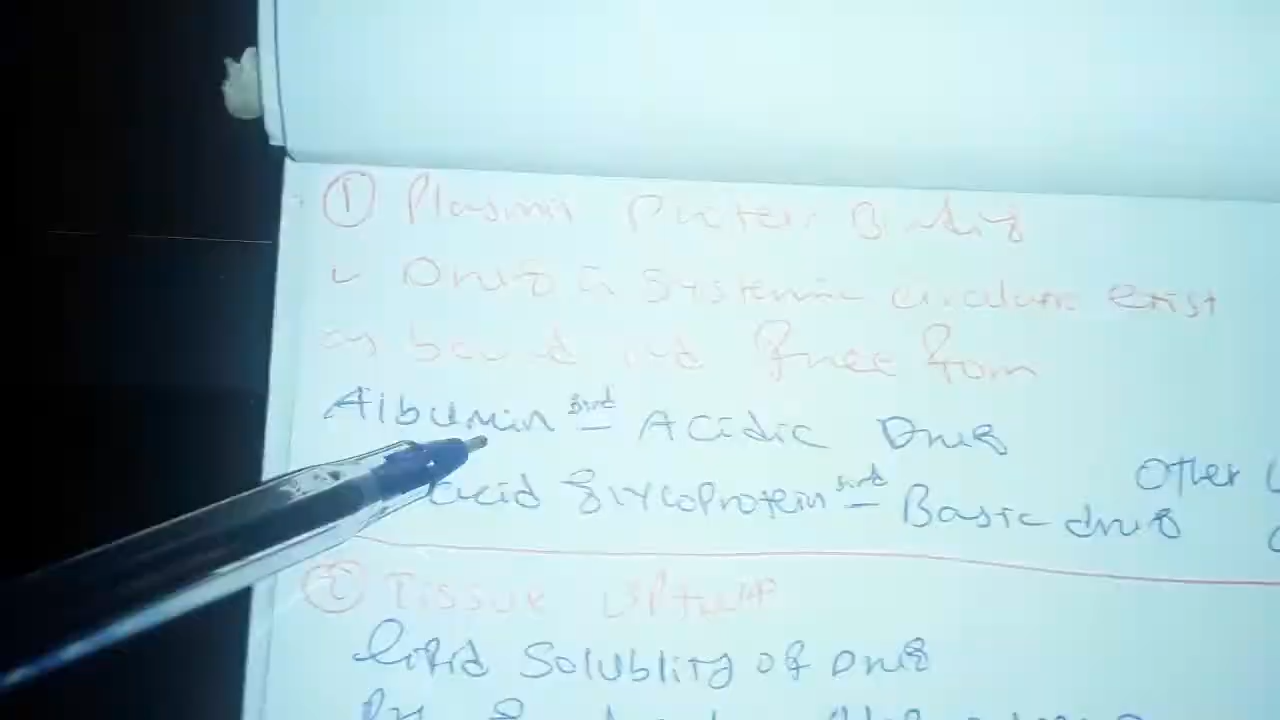 ① Plasma Protein Binding
✓ Drug in systemic circulation exist
as bound and free form
Albumin bind – Acidic Drug
acid glycoprotein bind – Basic drug
Other
② Tissue uptake
lipid Solublity of Drug